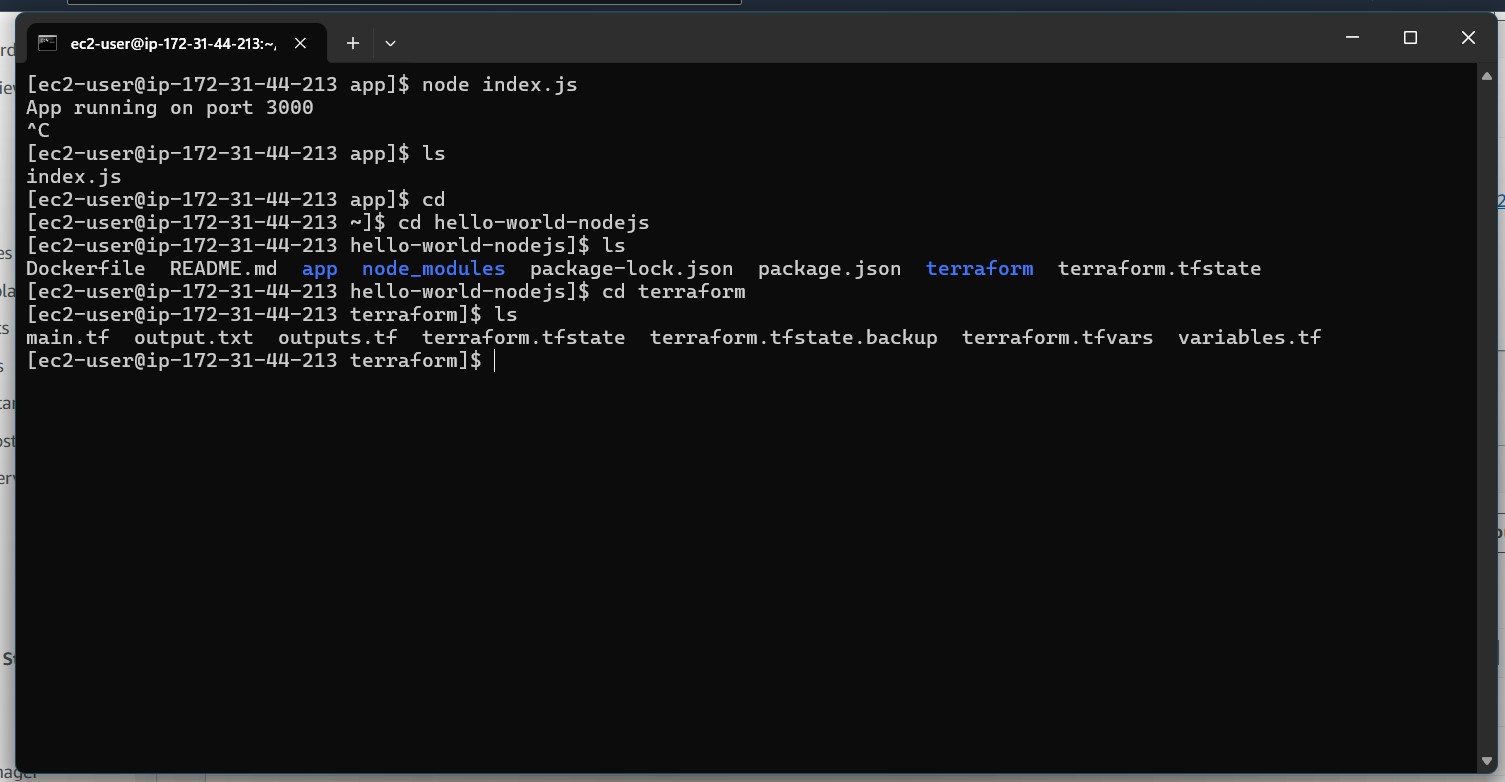 ec2-user@ip-172-31-44-213:~,
[ec2-user@ip-172-31-44-213 app]$ node index.js
App running on port 3000
^C
[ec2-user@ip-172-31-44-213 app]$ ls
index.js
[ec2-user@ip-172-31-44-213 app]$ cd
[ec2-user@ip-172-31-44-213 ~]$ cd hello-world-nodejs
[ec2-user@ip-172-31-44-213 hello-world-nodejs]$ ls
Dockerfile README.md app node_modules package-lock.json package.json terraform terraform.tfstate
[ec2-user@ip-172-31-44-213 hello-world-nodejs]$ cd terraform
[ec2-user@ip-172-31-44-213 terraform]$ ls
main.tf output.txt outputs.tf terraform.tfstate terraform.tfstate.backup terraform.tfvars variables.tf
[ec2-user@ip-172-31-44-213 terraform]$